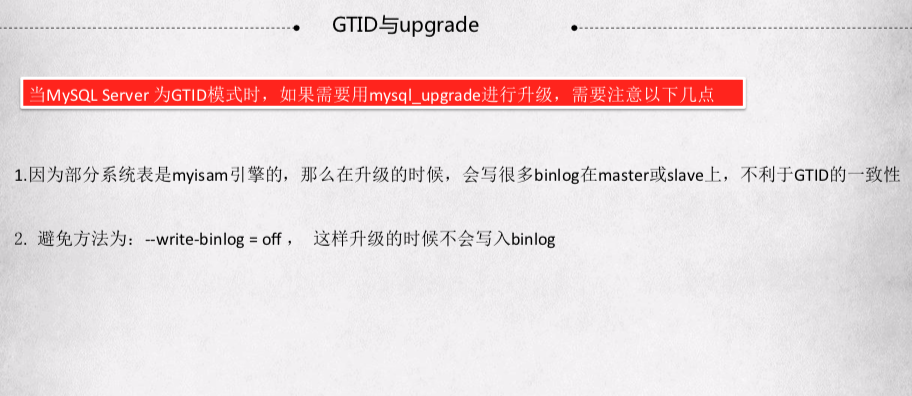 GTID与upgrade
当MySQL Server 为GTID模式时，如果需要用mysql_upgrade进行升级，需要注意以下几点
1.因为部分系统表是myisam引擎的，那么在升级的时候，会写很多binlog在master或slave上，不利于GTID的一致性
2. 避免方法为：--write-binlog = off ， 这样升级的时候不会写入binlog